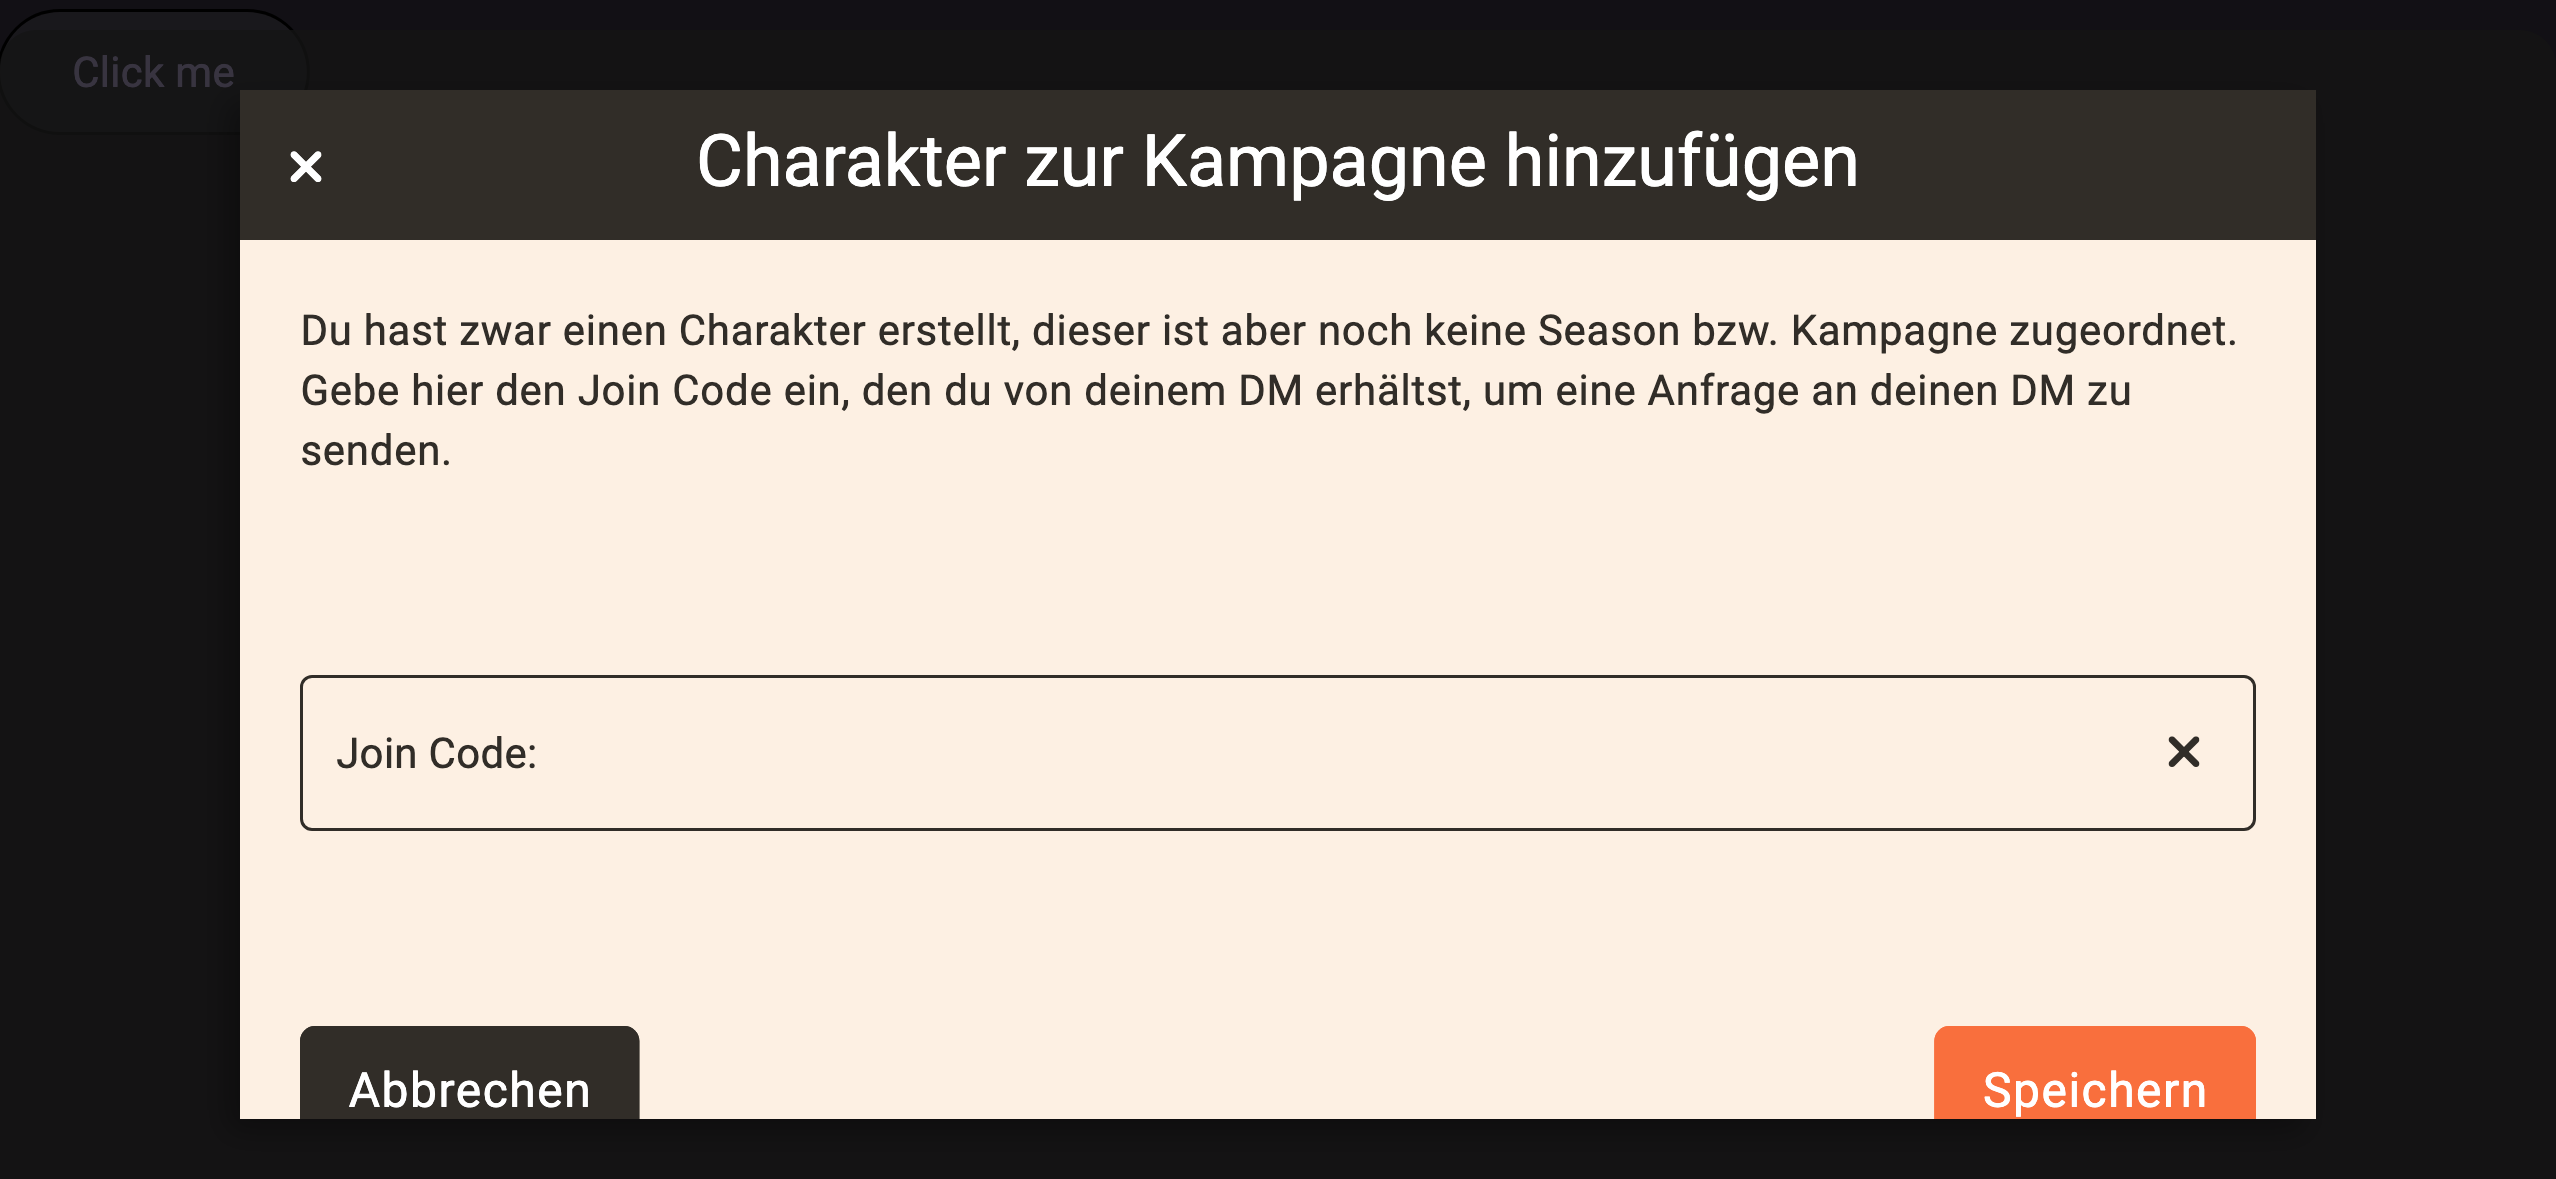 Click me
Charakter zur Kampagne hinzufügen
Du hast zwar einen Charakter erstellt, dieser ist aber noch keine Season bzw. Kampagne zugeordnet.
Gebe hier den Join Code ein, den du von deinem DM erhältst, um eine Anfrage an deinen DM zu
senden.
Join Code:
Abbrechen
Speichern